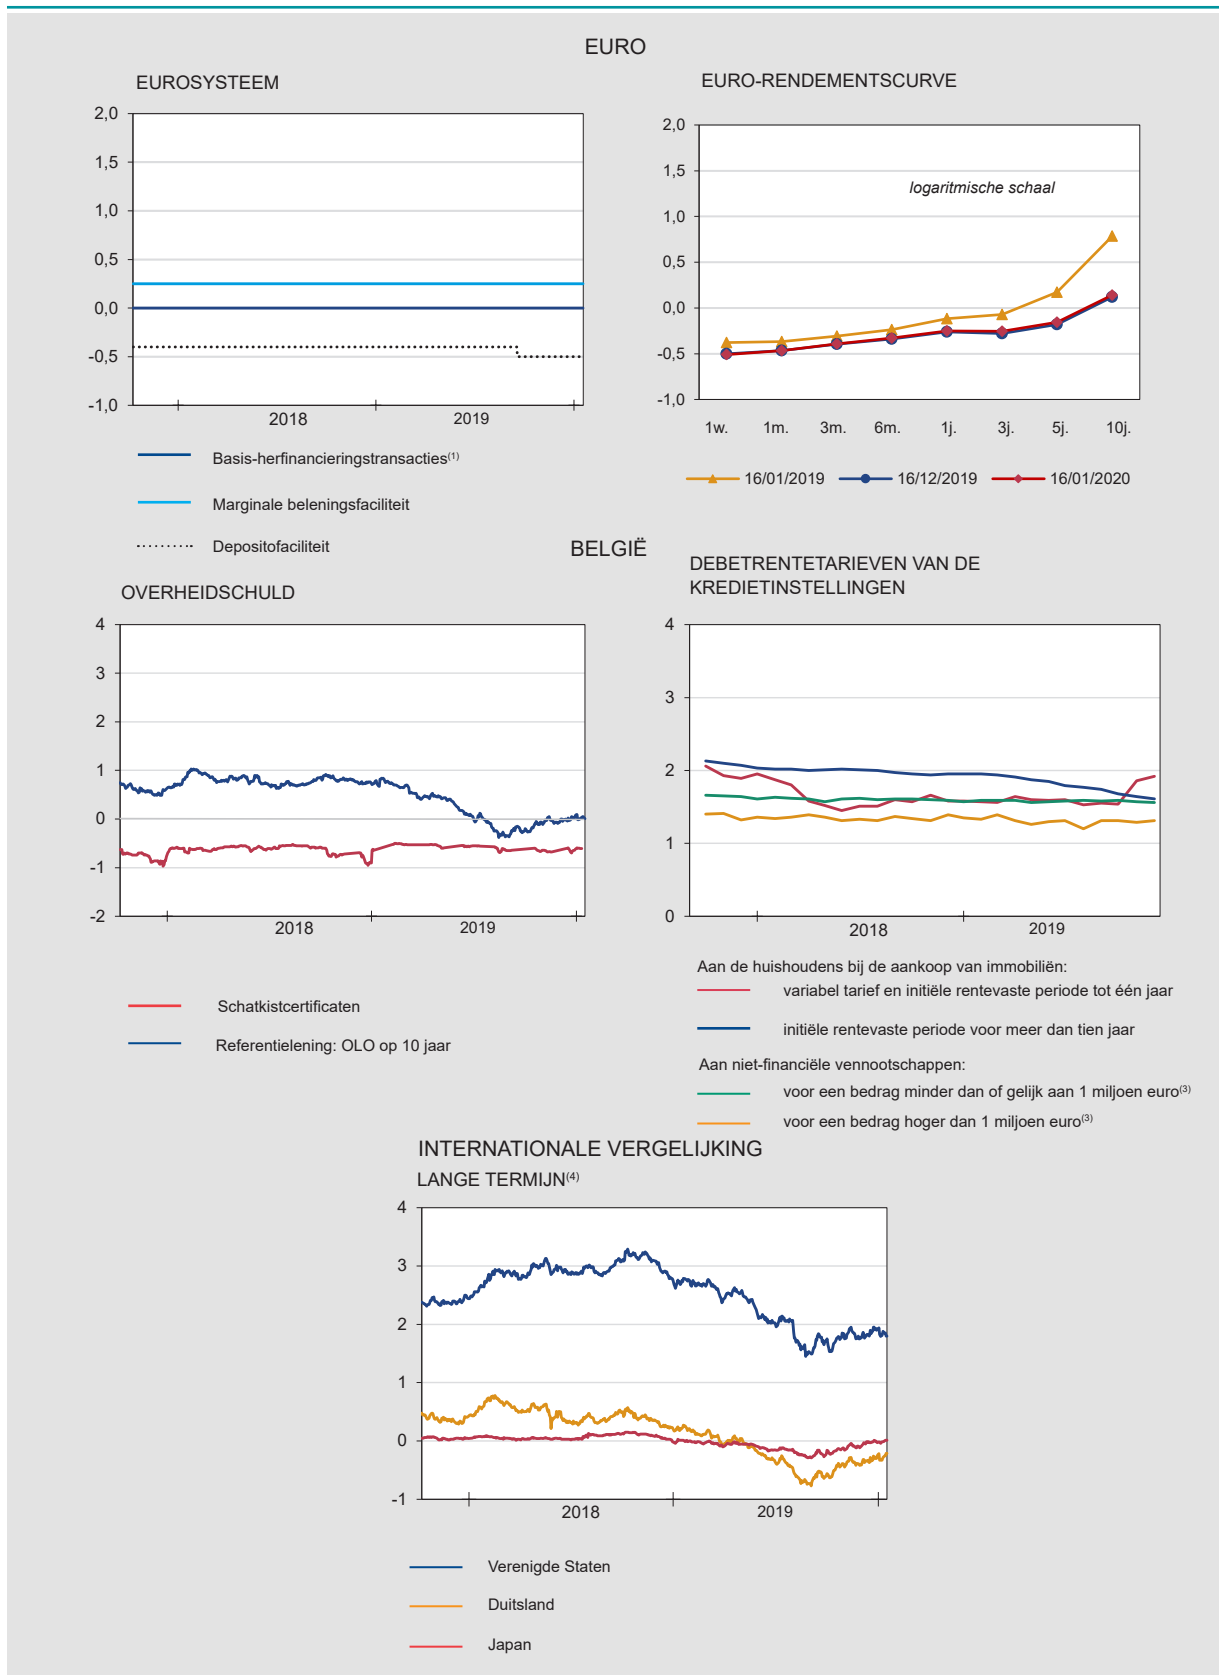 EURO
EUROSYSTEEM
2,0
1,5
1,0
0,5
0,0
-0,5
-1,0
2018
2019
Basis-herfinancieringstransacties(1)
Marginale beleningsfaciliteit
Depositofaciliteit
EURO-RENDEMENTSCURVE
2,0
1,5
1,0
0,5
0,0
-0,5
-1,0
logaritmische schaal
1w. 1m. 3m. 6m. 1j. 3j. 5j. 10j.
16/01/2019 16/12/2019 16/01/2020
BELGIË
OVERHEIDSCHULD
4
3
2
1
0
-1
-2
2018
2019
Schatkistcertificaten
Referentielening: OLO op 10 jaar
DEBETRENTETARIEVEN VAN DE
KREDIETINSTELLINGEN
4
3
2
1
0
2018
2019
Aan de huishoudens bij de aankoop van immobiliën:
variabel tarief en initiële rentevaste periode tot één jaar
initiële rentevaste periode voor meer dan tien jaar
Aan niet-financiële vennootschappen:
voor een bedrag minder dan of gelijk aan 1 miljoen euro(3)
voor een bedrag hoger dan 1 miljoen euro(3)
INTERNATIONALE VERGELIJKING
LANGE TERMIJN(4)
4
3
2
1
0
-1
2018
2019
Verenigde Staten
Duitsland
Japan